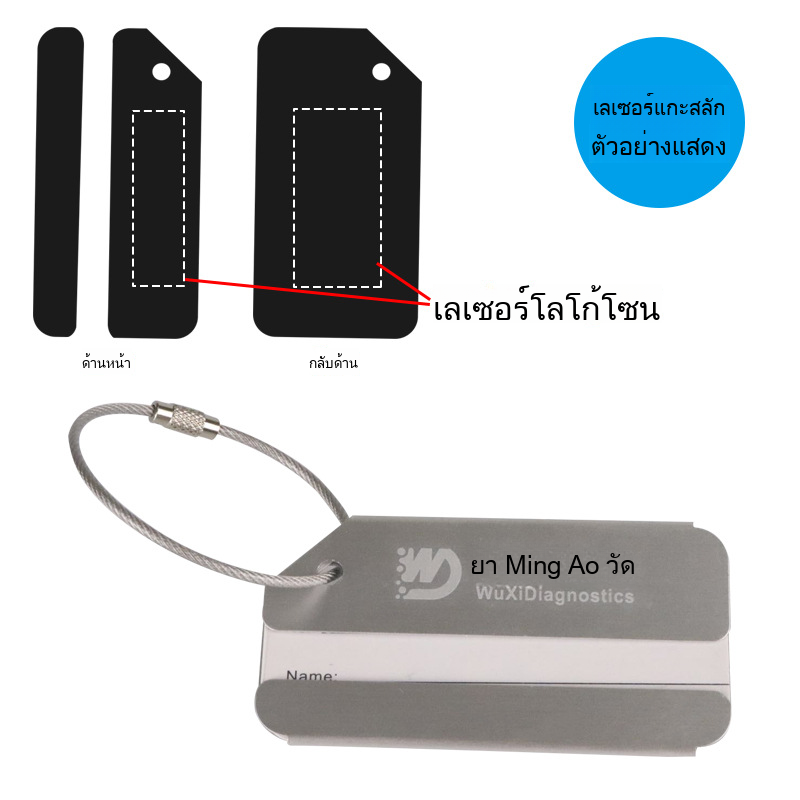 เลเซอร์แกะสลัก
ตัวอย่างแสดง
เลเซอร์โลโก้โซน
ด้านหน้า
กลับด้าน
ยา Ming Ao วัด
WuXiDiagnostics
Name: